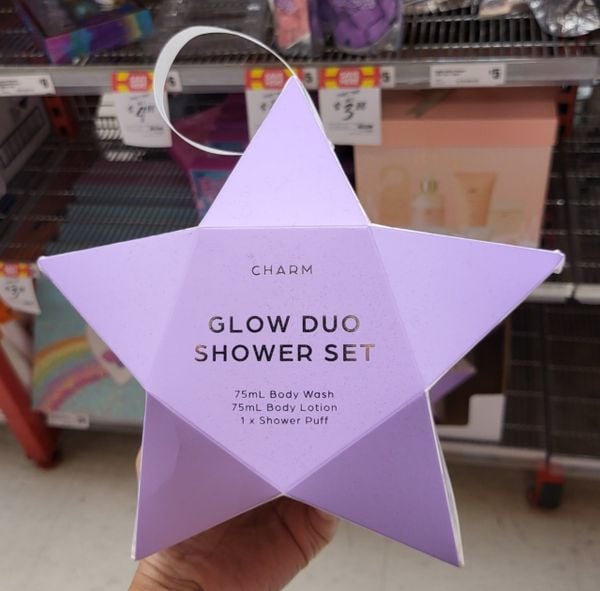 CHARM
GLOW DUO
SHOWER SET
75mL Body Wash
75mL Body Lotion
1 x Shower Puff